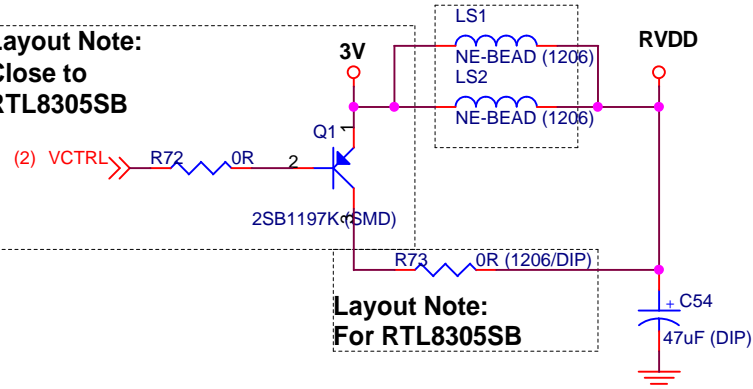 LS1
NE-BEAD (1206)
LS2
NE-BEAD (1206)
3V
RVDD
Layout Note:
Close to
RTL8305SB
(2) VCTRL
R72 0R
2
Q1
1
3
2SB1197K (SMD)
R73 0R (1206/DIP)
Layout Note:
For RTL8305SB
+ C54
47uF (DIP)